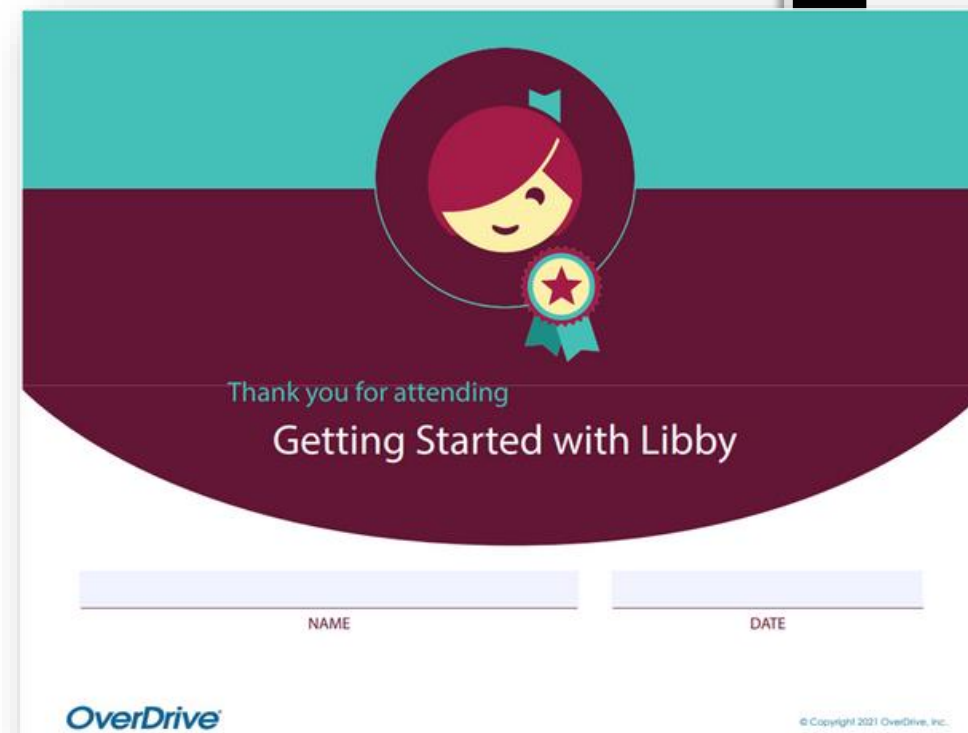 Thank you for attending
Getting Started with Libby
NAME
DATE
OverDrive®
© Copyright 2021 OverDrive, Inc.